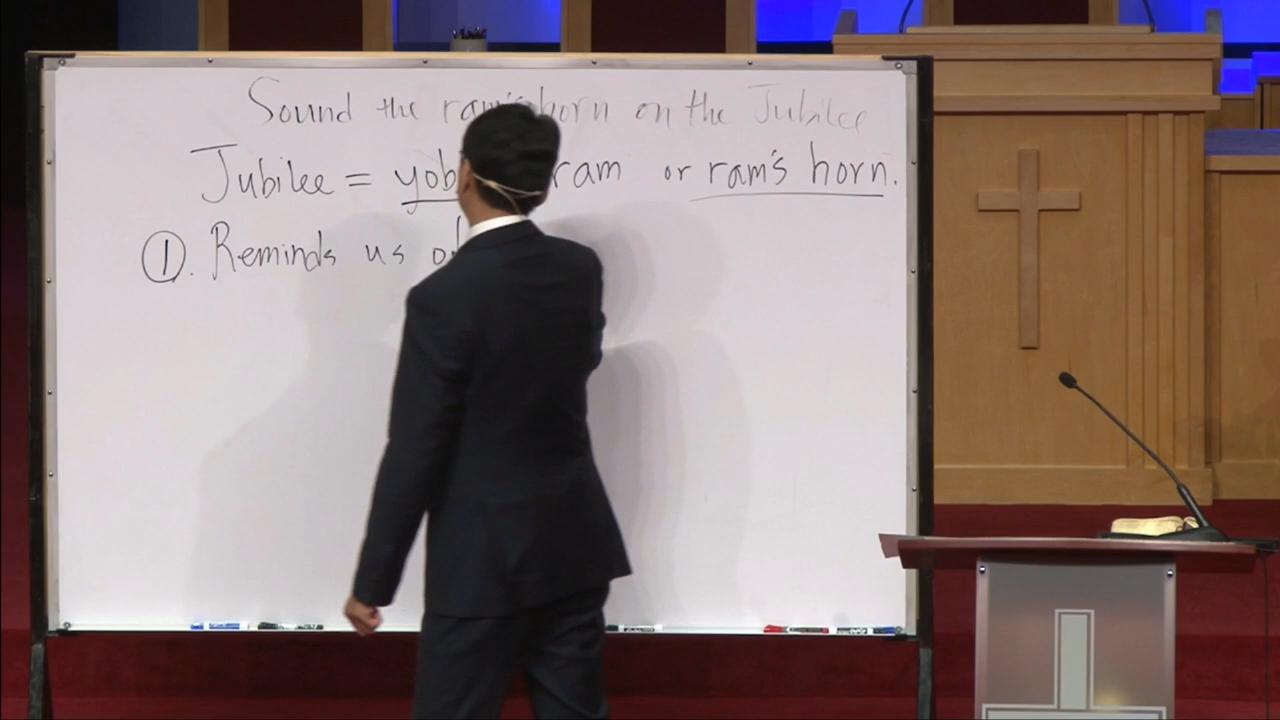 Sound the ram's horn on the Jubilee
Jubilee = yob ram or ram's horn.
①. Reminds us